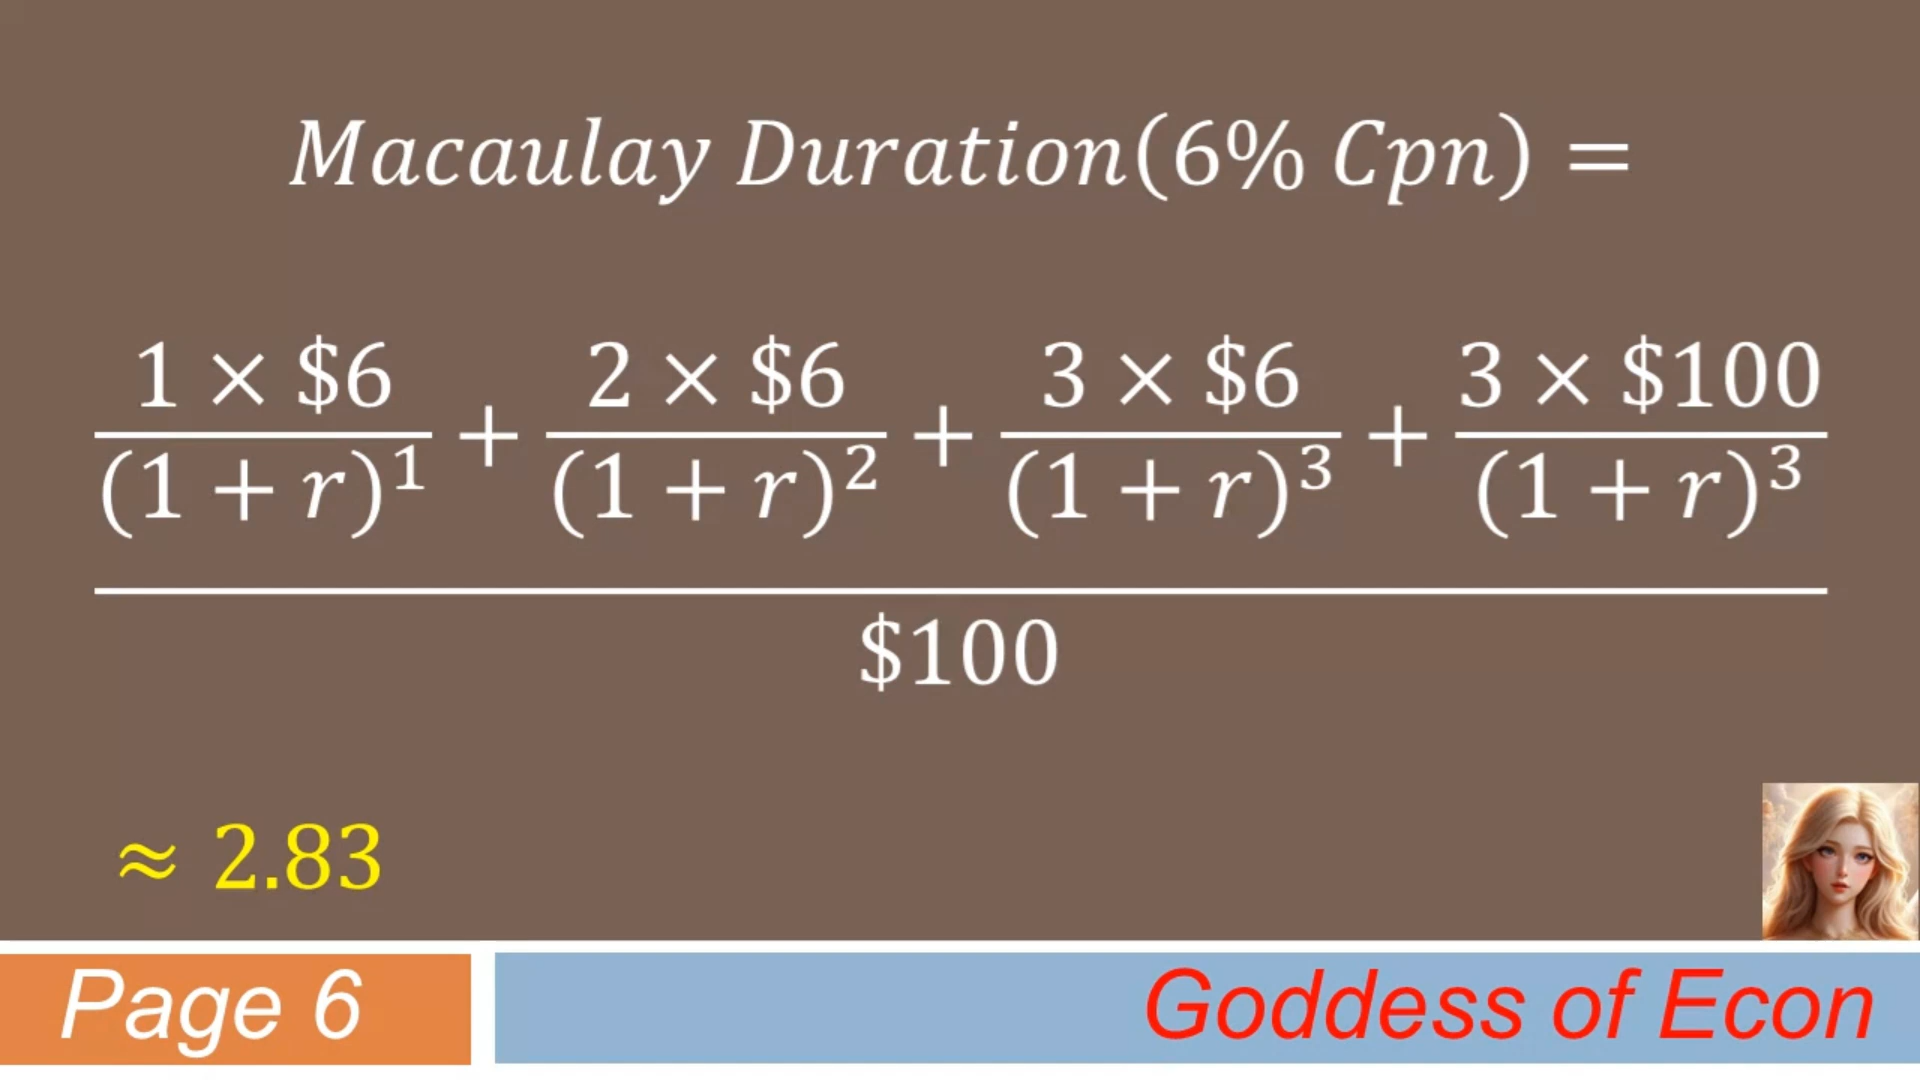 Macaulay Duration(6% Cpn) =
1 × $6 + 2 × $6 + 3 × $6 + 3 × $100
(1 + r)¹ (1 + r)² (1 + r)³ (1 + r)³
$100
≈ 2.83
Page 6
Goddess of Econ